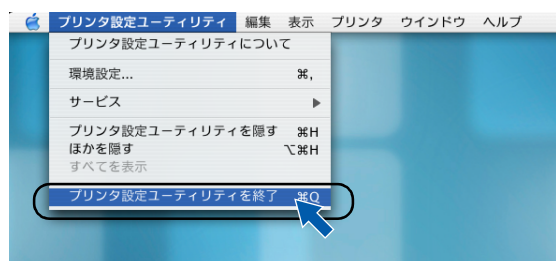 プリンタ設定ユーティリティ 編集 表示 プリンタ ウインドウ ヘルプ
プリンタ設定ユーティリティについて
環境設定... ⌘,
サービス ▶
プリンタ設定ユーティリティを隠す ⌘H
ほかを隠す ⌥⌘H
すべてを表示
プリンタ設定ユーティリティを終了 ⌘Q